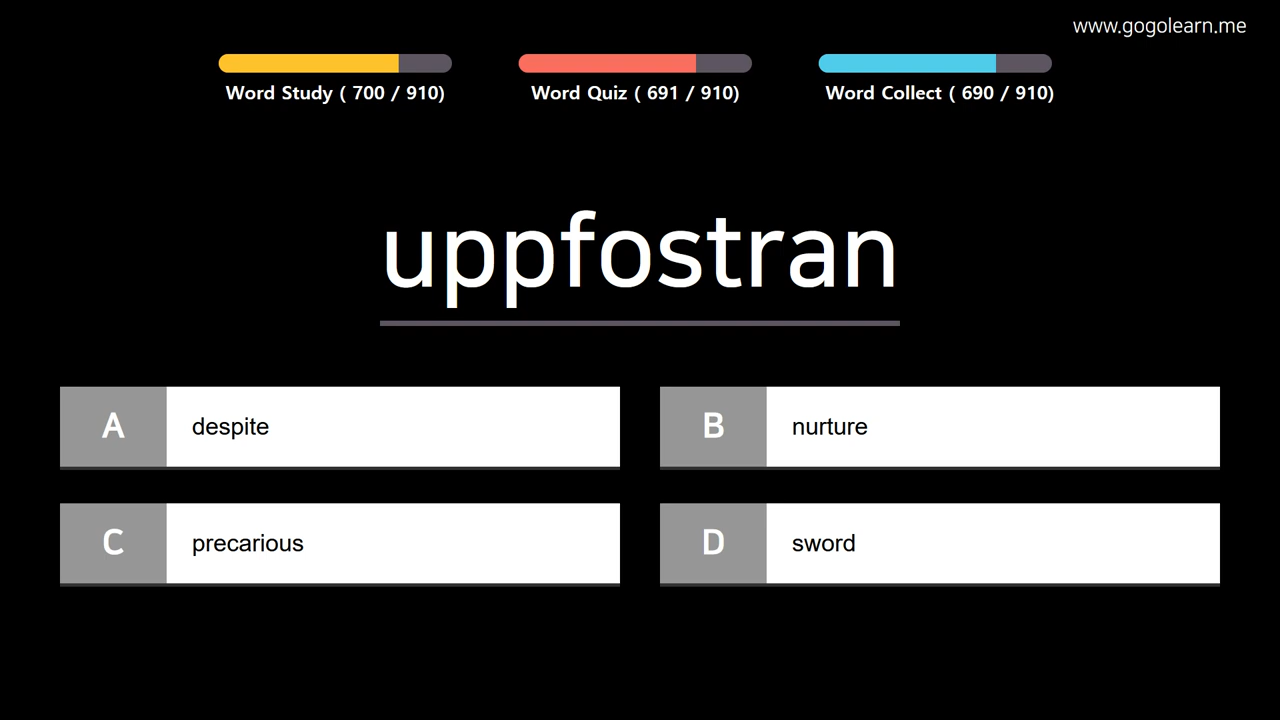 www.gogolearn.me
Word Study ( 700 / 910)
Word Quiz ( 691 / 910)
Word Collect ( 690 / 910)
uppfostran
A despite
B nurture
C precarious
D sword